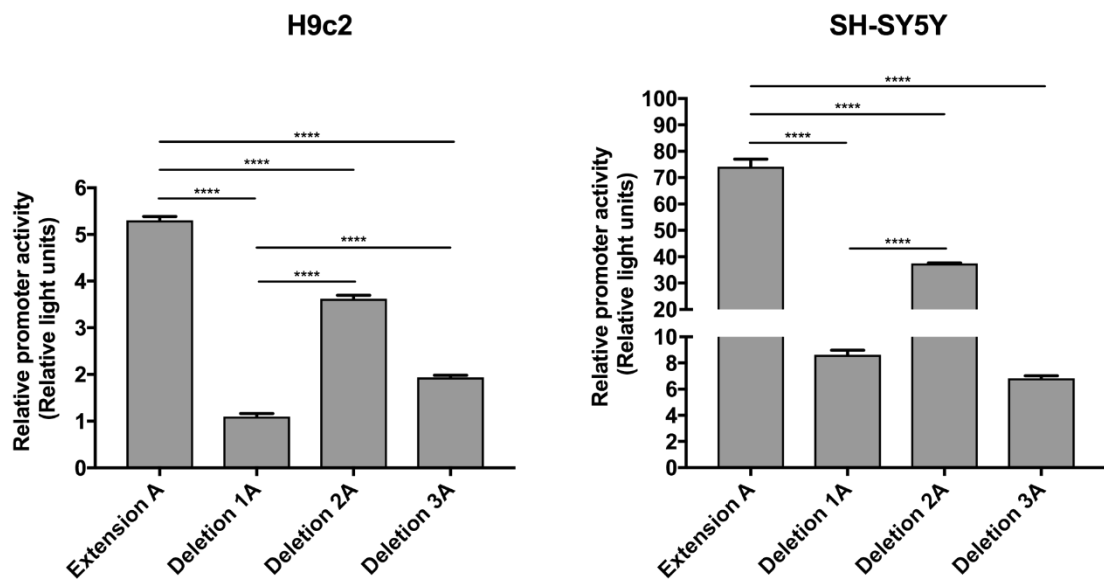 H9c2
Relative promoter activity
(Relative light units)
6
5
4
3
2
1
0
****
****
****
****
****
Extension A
Deletion 1A
Deletion 2A
Deletion 3A
SH-SY5Y
Relative promoter activity
(Relative light units)
100
90
80
70
60
50
40
30
20
10
8
6
4
2
0
****
****
****
****
Extension A
Deletion 1A
Deletion 2A
Deletion 3A